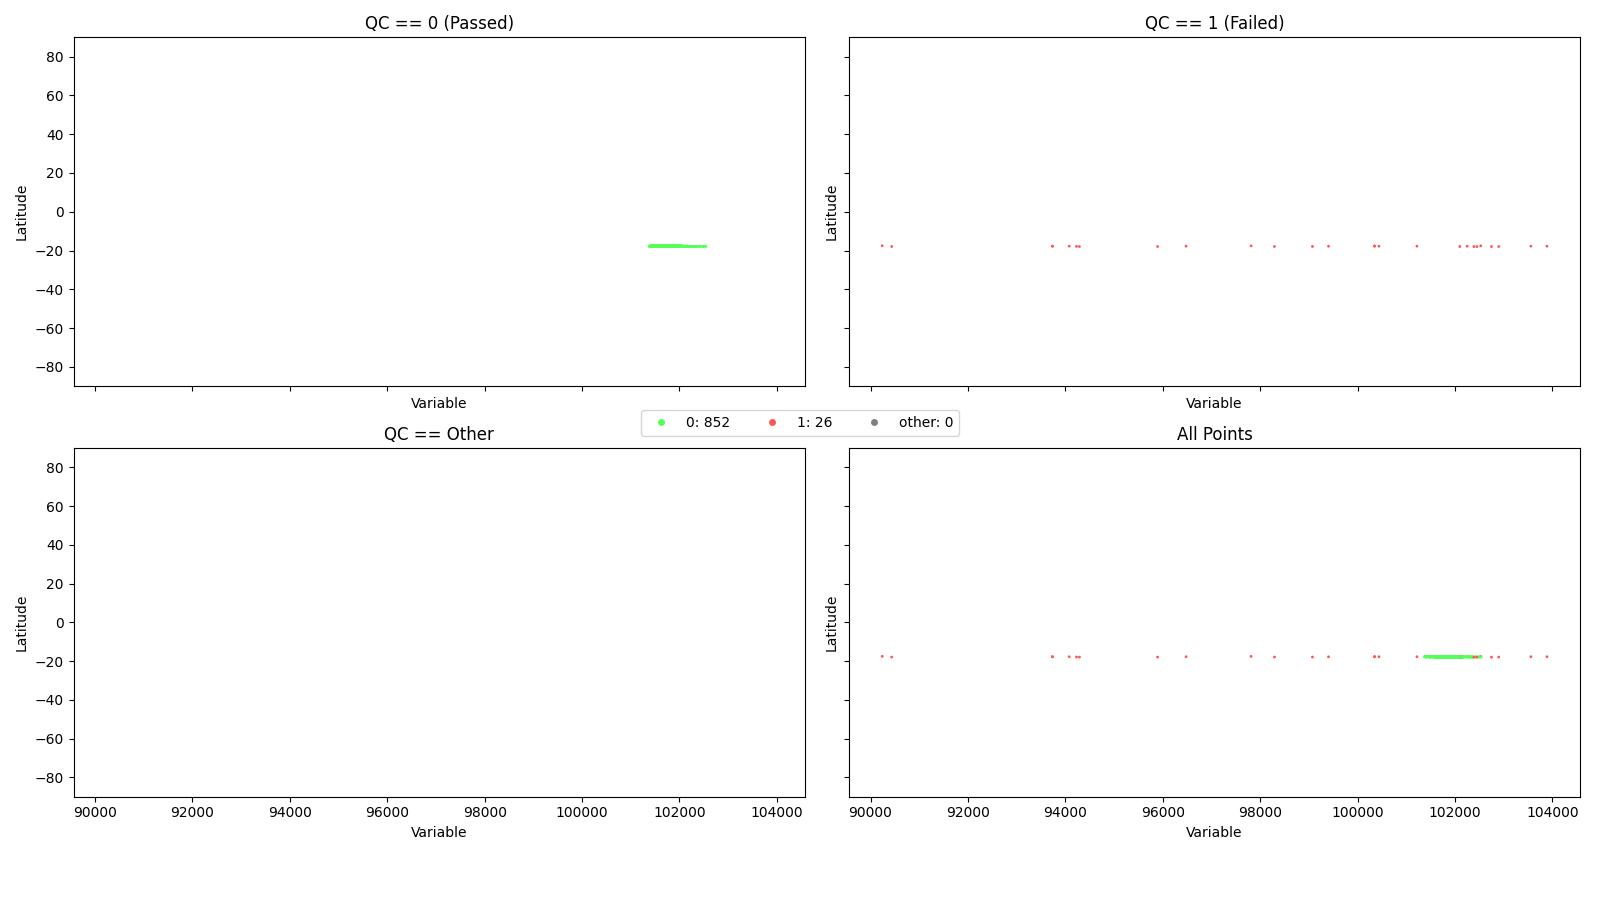 QC == 0 (Passed)
QC == 1 (Failed)
80
60
40
20
0
−20
−40
−60
−80
Latitude
Latitude
Variable
Variable
0: 852
1: 26
other: 0
QC == Other
All Points
80
60
40
20
0
−20
−40
−60
−80
Latitude
Latitude
90000 92000 94000 96000 98000 100000 102000 104000
90000 92000 94000 96000 98000 100000 102000 104000
Variable
Variable